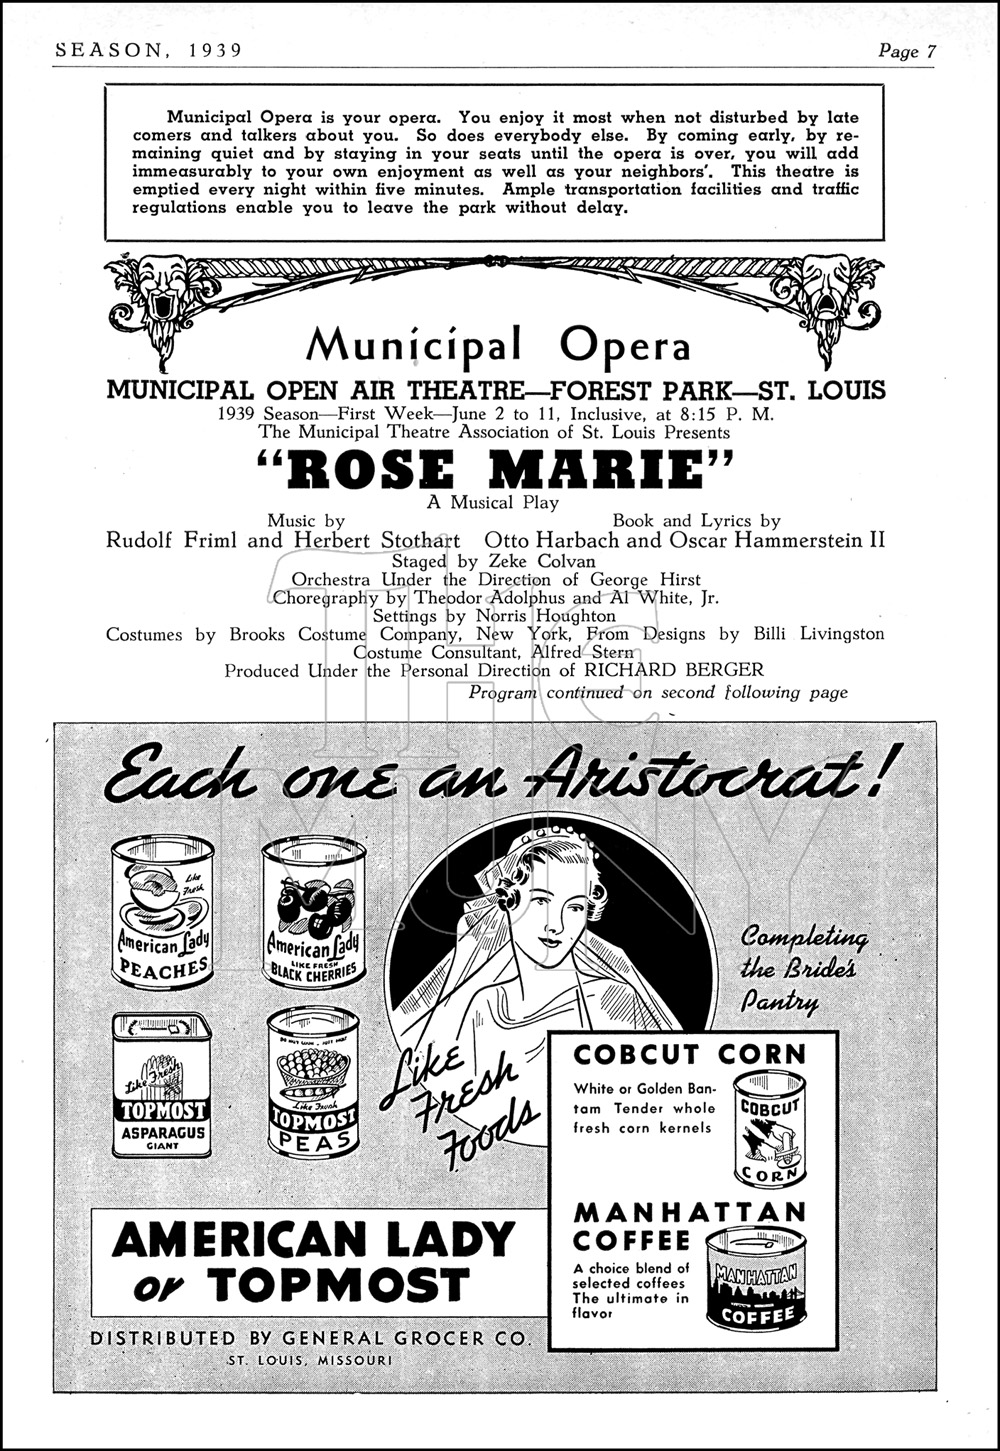 SEASON, 1939
Page 7
Municipal Opera is your opera. You enjoy it most when not disturbed by late
comers and talkers about you. So does everybody else. By coming early, by re-
maining quiet and by staying in your seats until the opera is over, you will add
immeasurably to your own enjoyment as well as your neighbors'. This theatre is
emptied every night within five minutes. Ample transportation facilities and traffic
regulations enable you to leave the park without delay.
Municipal Opera
MUNICIPAL OPEN AIR THEATRE—FOREST PARK—ST. LOUIS
1939 Season—First Week—June 2 to 11, Inclusive, at 8:15 P. M.
The Municipal Theatre Association of St. Louis Presents
"ROSE MARIE"
A Musical Play
Music by
Rudolf Friml and Herbert Stothart
Book and Lyrics by
Otto Harbach and Oscar Hammerstein II
Staged by Zeke Colvan
Orchestra Under the Direction of George Hirst
Choregraphy by Theodor Adolphus and Al White, Jr.
Settings by Norris Houghton
Costumes by Brooks Costume Company, New York, From Designs by Billi Livingston
Costume Consultant, Alfred Stern
Produced Under the Personal Direction of RICHARD BERGER
Program continued on second following page
THE
MUNY
Each one an Aristocrat!
Like
Fresh
American Lady
PEACHES
American Lady
LIKE FRESH
BLACK CHERRIES
Completing
the Bride's
Pantry
Like Fresh
TOPMOST
ASPARAGUS
GIANT
Like Fresh
TOPMOST
PEAS
Like
Fresh
Foods
COBCUT CORN
White or Golden Ban-
tam Tender whole
fresh corn kernels
COBCUT
CORN
MANHATTAN
COFFEE
A choice blend of
selected coffees
The ultimate in
flavor
MANHATTAN
COFFEE
AMERICAN LADY
or TOPMOST
DISTRIBUTED BY GENERAL GROCER CO.
ST. LOUIS, MISSOURI